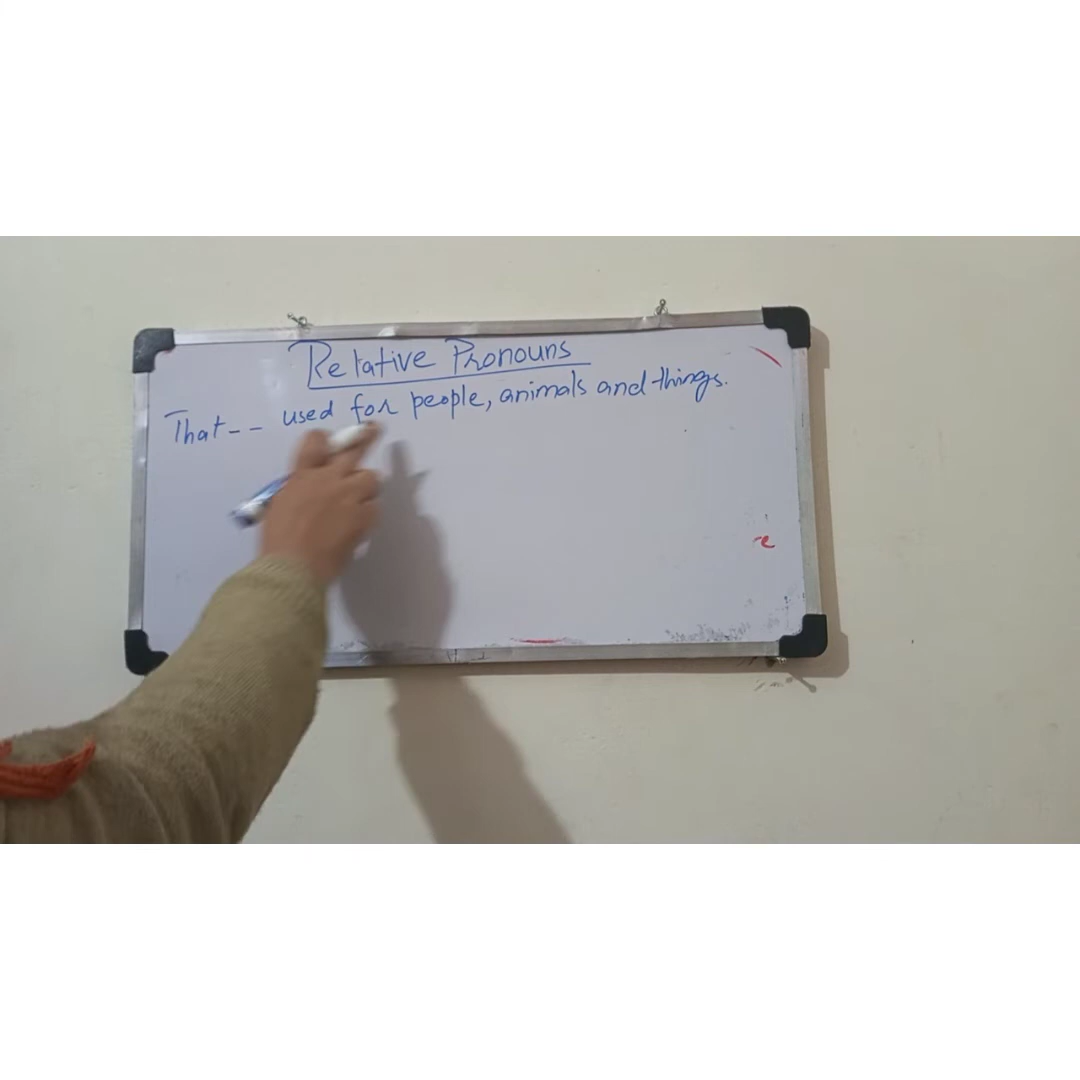 Relative Pronouns
That-- used for people, animals and things.